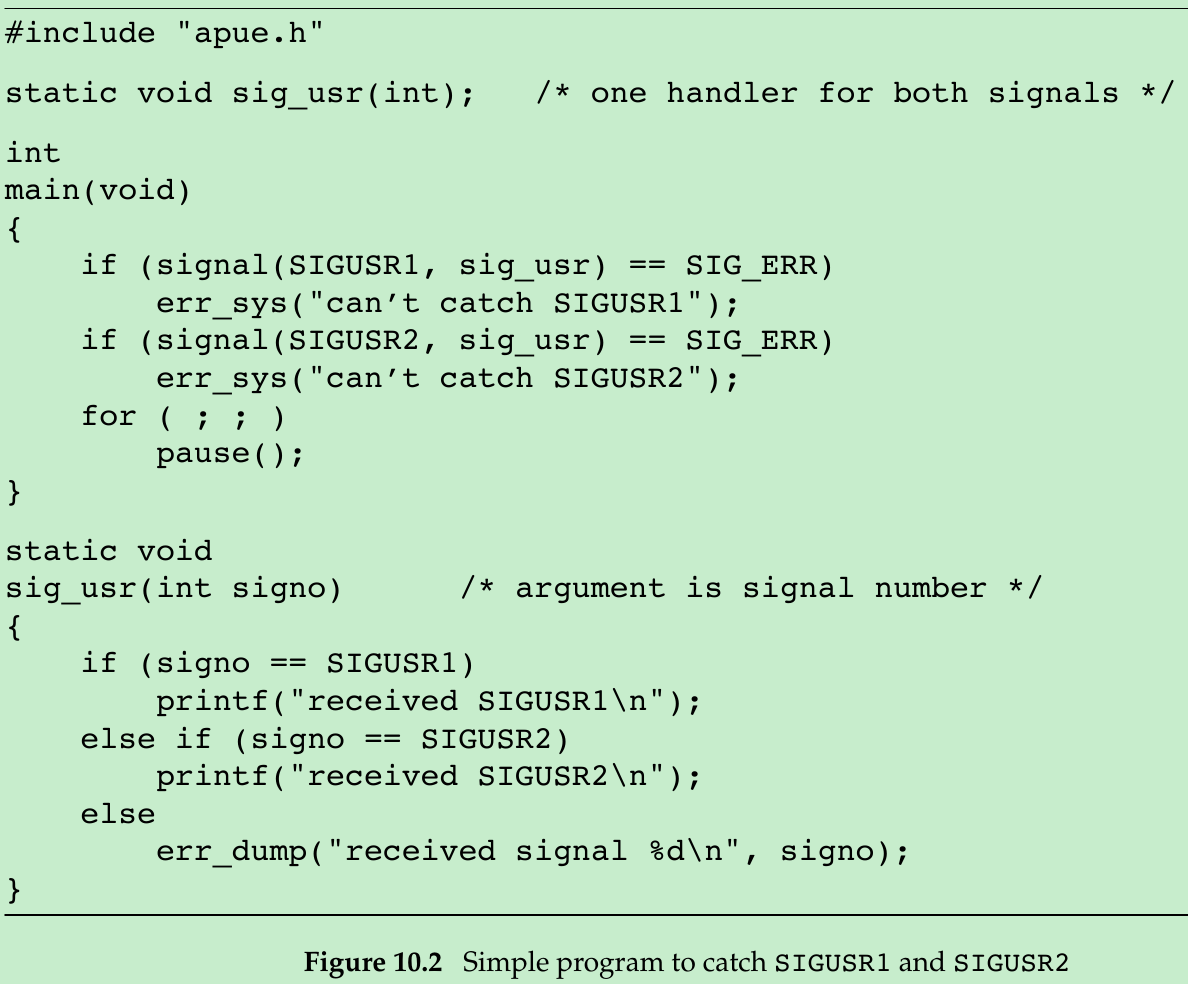 #include "apue.h"
static void sig_usr(int);   /* one handler for both signals */
int
main(void)
{
    if (signal(SIGUSR1, sig_usr) == SIG_ERR)
        err_sys("can’t catch SIGUSR1");
    if (signal(SIGUSR2, sig_usr) == SIG_ERR)
        err_sys("can’t catch SIGUSR2");
    for ( ; ; )
        pause();
}
static void
sig_usr(int signo)      /* argument is signal number */
{
    if (signo == SIGUSR1)
        printf("received SIGUSR1\n");
    else if (signo == SIGUSR2)
        printf("received SIGUSR2\n");
    else
        err_dump("received signal %d\n", signo);
}
Figure 10.2 Simple program to catch SIGUSR1 and SIGUSR2